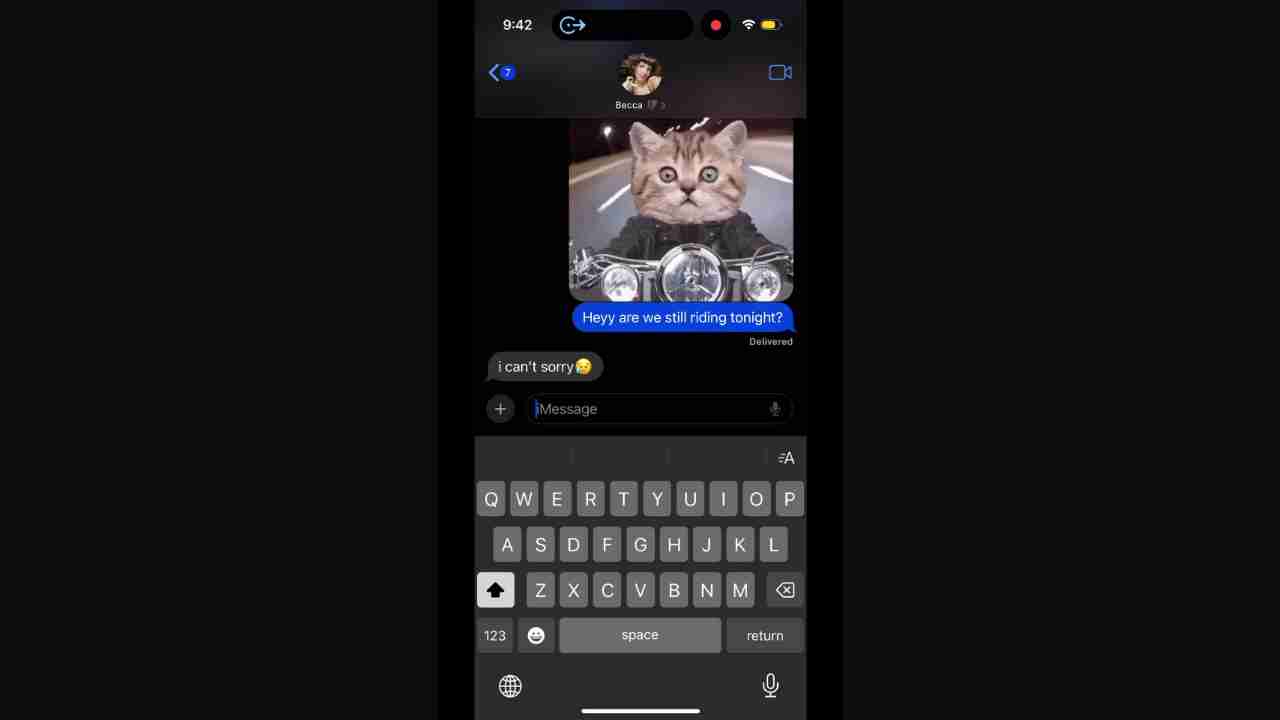 9:42
7
Becca
Heyy are we still riding tonight?
Delivered
i can't sorry😥
iMessage
A
Q W E R T Y U I O P
A S D F G H J K L
Z X C V B N M
123 space return